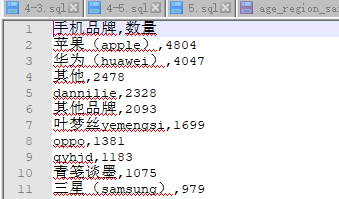 4-3.sql 4-5.sql 5.sql age_region_sa
1 手机品牌,数量
2 苹果（apple）,4804
3 华为（huawei）,4047
4 其他,2478
5 dannilie,2328
6 其他品牌,2093
7 叶梦丝yemengsi,1699
8 oppo,1381
9 gyhjd,1183
10 青笺谈墨,1075
11 三星（samsung）,979